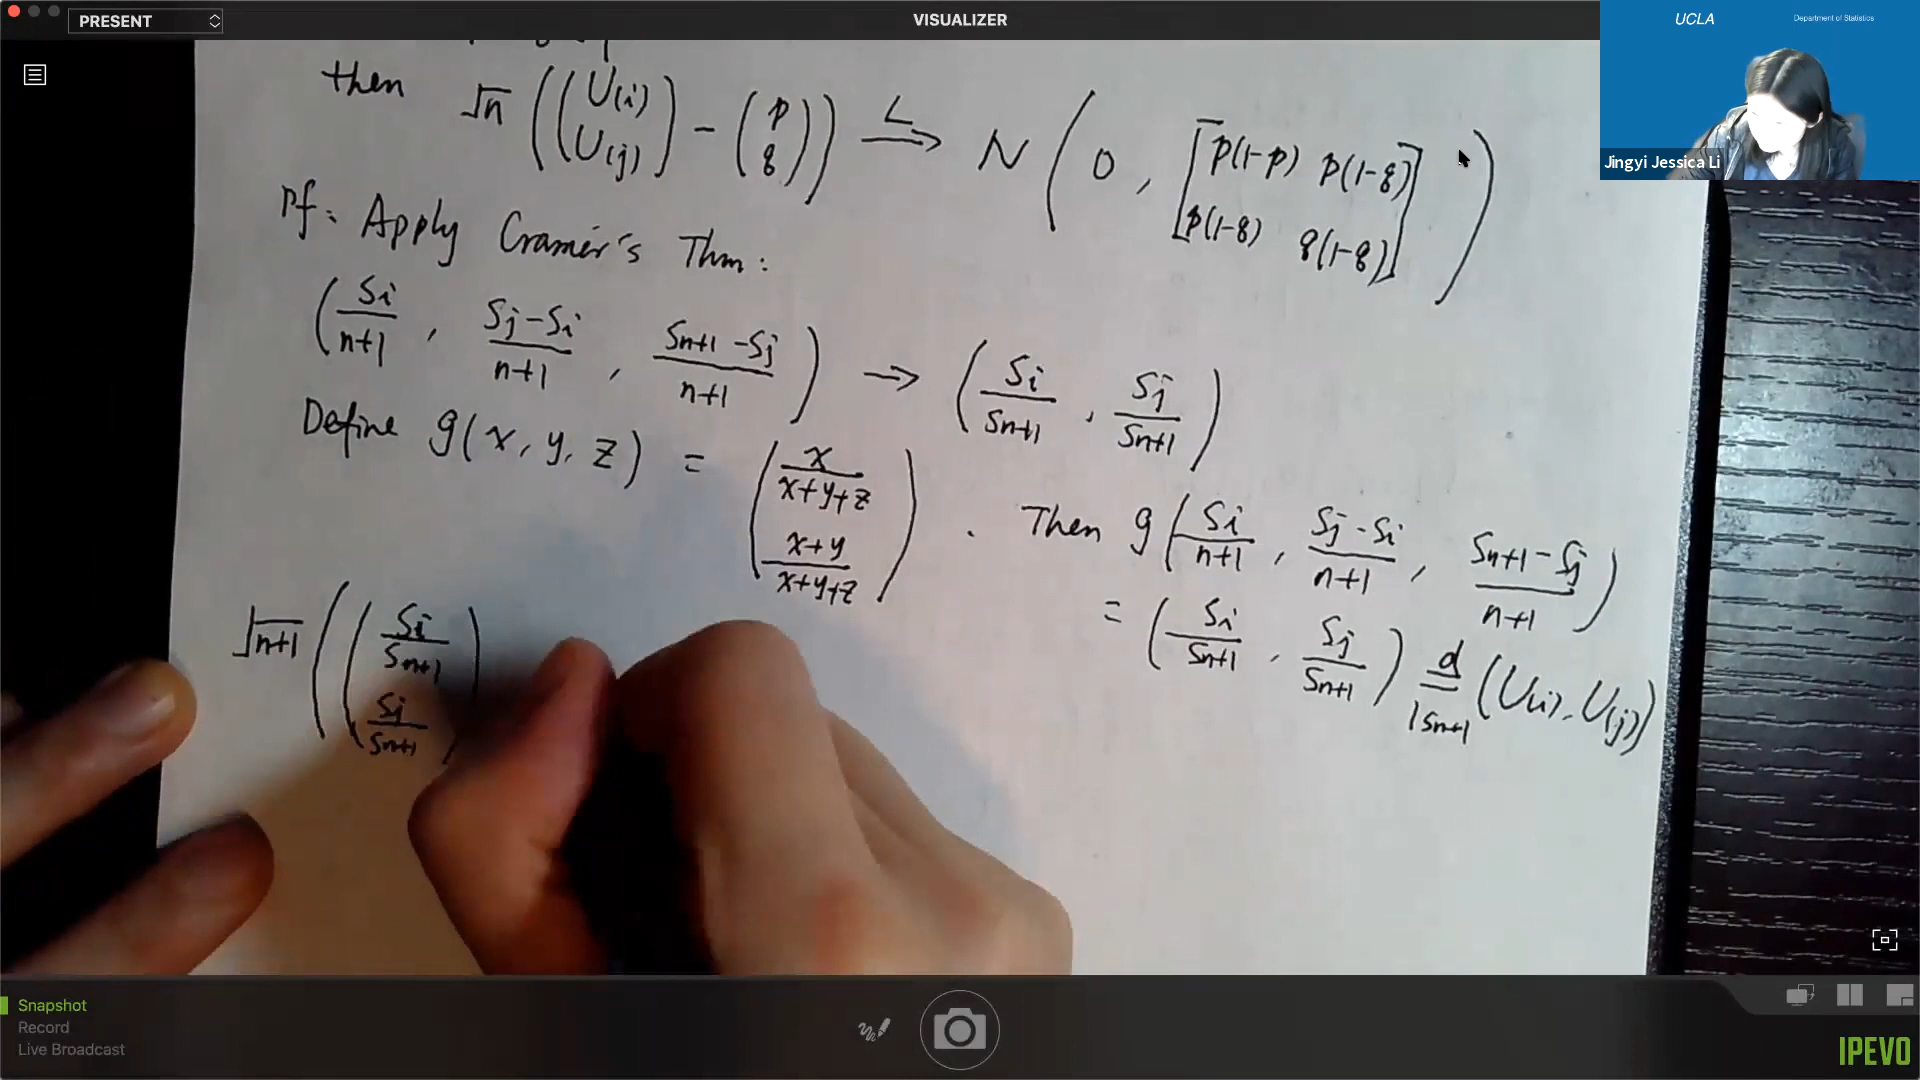 PRESENT
VISUALIZER
UCLA
Department of Statistics
Jingyi Jessica Li
then √n ( ( U(i) U(j) ) − ( p q ) ) →L N ( 0 , [ p(1-p) p(1-q) p(1-q) q(1-q) ] )
Pf: Apply Cramér's Thm:
( Si/n+1 , Sj-Si/n+1 , Sn+1-Sj/n+1 ) → ( Si/Sn+1 , Sj/Sn+1 )
Define g(x, y, z) = ( x/x+y+z x+y/x+y+z ) . Then g ( Si/n+1 , Sj-Si/n+1 , Sn+1-Sj/n+1 )
= ( Si/Sn+1 , Sj/Sn+1 ) d= |Sn+1 (U(i), U(j))
√n+1 ( ( Si/Sn+1 Sj/Sn+1 )
Snapshot
Record
Live Broadcast
IPEVO